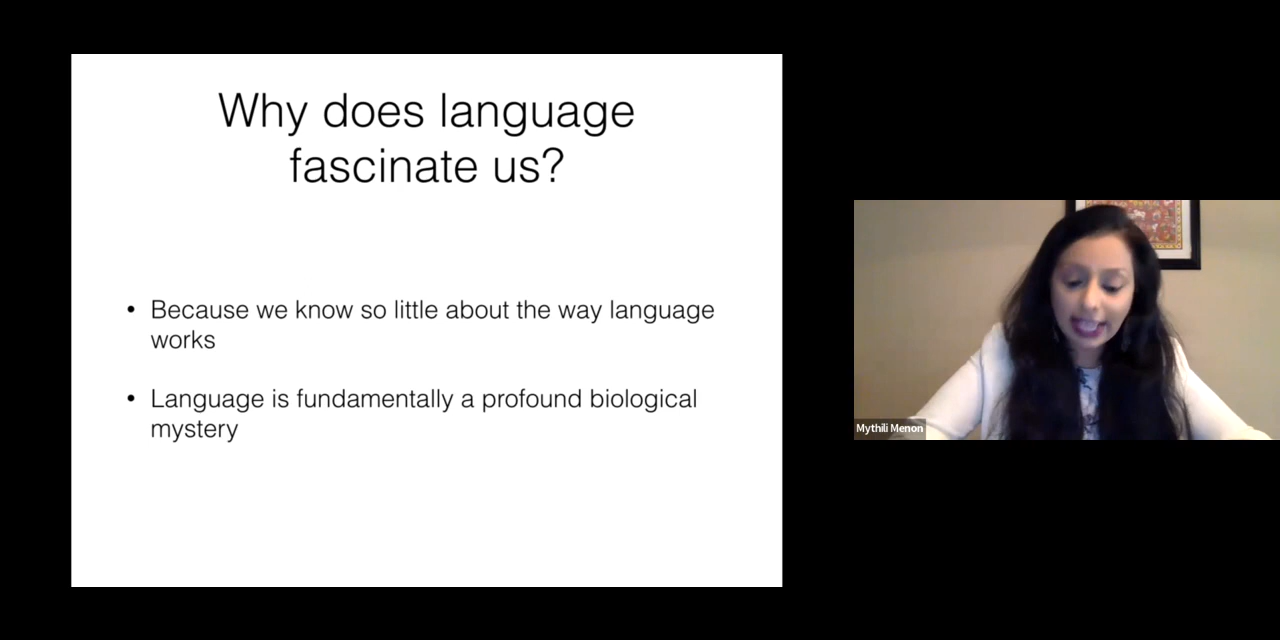 Why does language
fascinate us?
• Because we know so little about the way language
works
• Language is fundamentally a profound biological
mystery
Mythili Menon